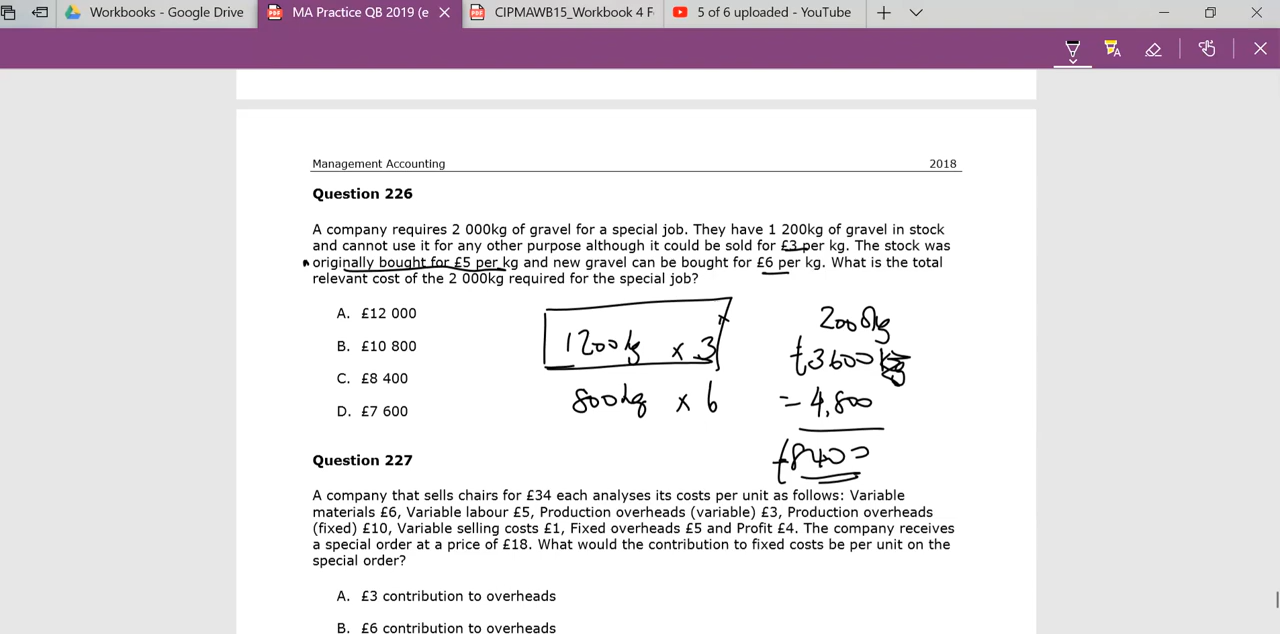 Workbooks - Google Drive
MA Practice QB 2019 (e
CIPMAWB15_Workbook 4 F
5 of 6 uploaded - YouTube
Management Accounting 2018
Question 226
A company requires 2 000kg of gravel for a special job. They have 1 200kg of gravel in stock
and cannot use it for any other purpose although it could be sold for £3 per kg. The stock was
originally bought for £5 per kg and new gravel can be bought for £6 per kg. What is the total
relevant cost of the 2 000kg required for the special job?
A. £12 000
B. £10 800
C. £8 400
D. £7 600
1200kg x 3
800kg x 6
2000kg
£3600
= 4,800
£8400
Question 227
A company that sells chairs for £34 each analyses its costs per unit as follows: Variable
materials £6, Variable labour £5, Production overheads (variable) £3, Production overheads
(fixed) £10, Variable selling costs £1, Fixed overheads £5 and Profit £4. The company receives
a special order at a price of £18. What would the contribution to fixed costs be per unit on the
special order?
A. £3 contribution to overheads
B. £6 contribution to overheads